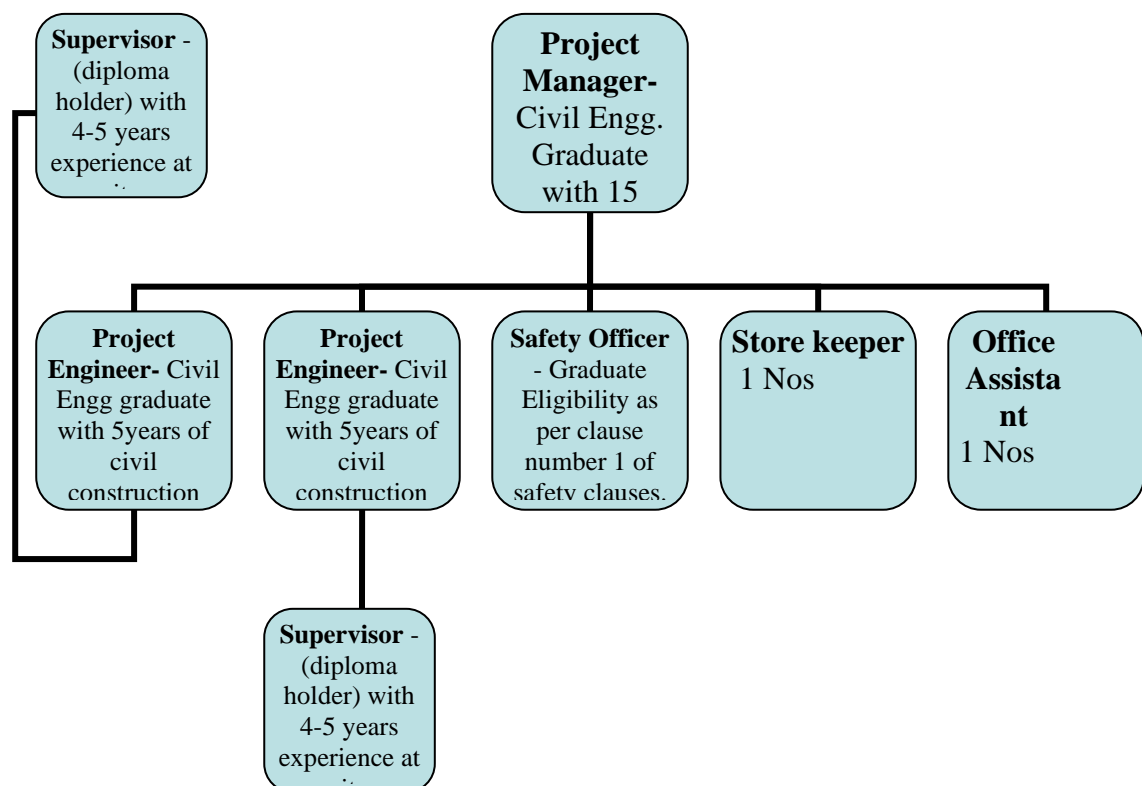 Supervisor -
(diploma
holder) with
4-5 years
experience at
Project
Manager-
Civil Engg.
Graduate
with 15
Project
Engineer- Civil
Engg graduate
with 5years of
civil
construction
Project
Engineer- Civil
Engg graduate
with 5years of
civil
construction
Safety Officer
- Graduate
Eligibility as
per clause
number 1 of
safety clauses.
Store keeper
1 Nos
Office
Assista
nt
1 Nos
Supervisor -
(diploma
holder) with
4-5 years
experience at